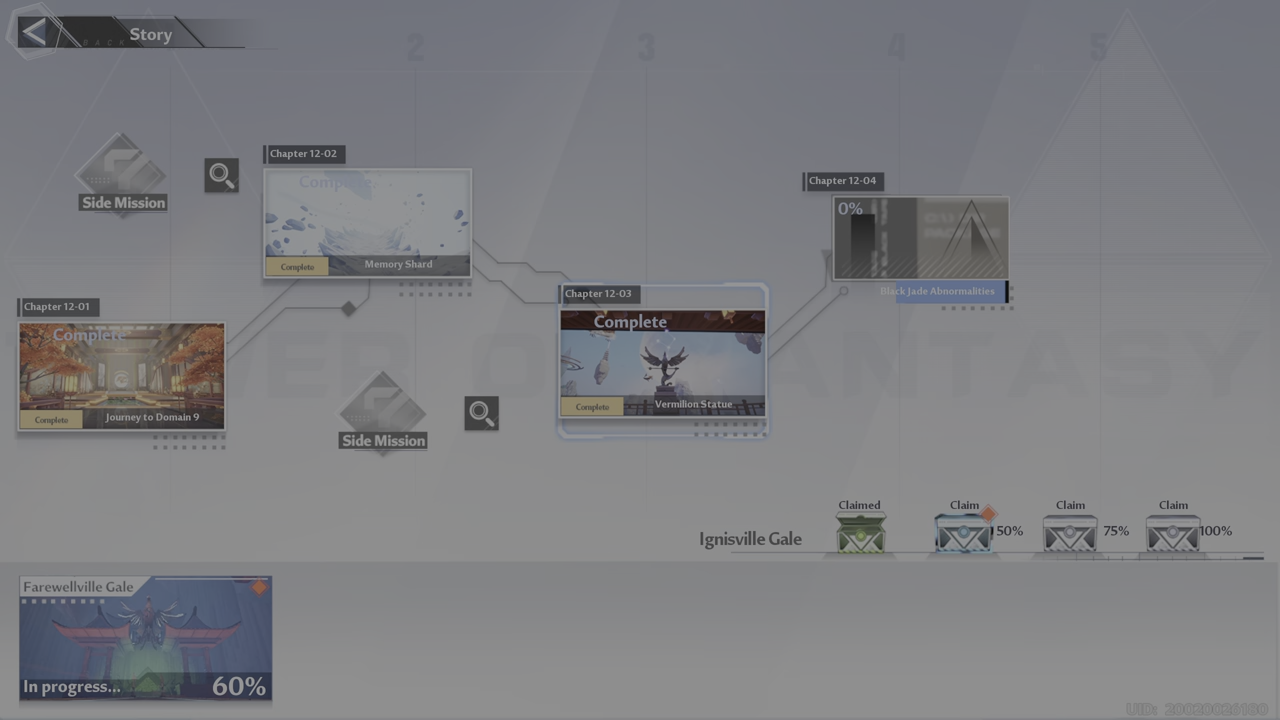 Story
BACK
2
3
4
5
Chapter 12-02
Complete
Complete
Memory Shard
Side Mission
Chapter 12-04
0%
Black Jade Abnormalities
Chapter 12-01
Complete
Complete
Journey to Domain 9
Chapter 12-03
Complete
Complete
Vermilion Statue
Side Mission
Ignisville Gale
Claimed
Claim
50%
Claim
75%
Claim
100%
Farewellville Gale
In progress...
60%